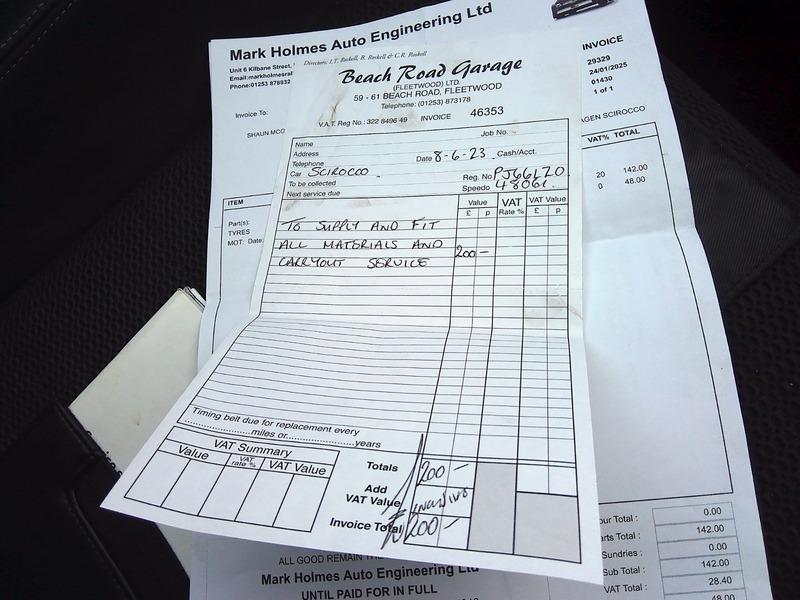 Mark Holmes Auto Engineering Ltd
Unit 6 Kilbane Street,
Email:markholmesral
Phone:01253 878932
Invoice To:
SHAUN MCO
INVOICE
29329
24/01/2025
01430
1 of 1
AGEN SCIROCCO
VAT% TOTAL
20 142.00
0 48.00
ITEM
Part(s):
TYRES
MOT: Date:
Directors: J.T. Raskell, B. Raskell & C.R. Raskell
Beach Road Garage
(FLEETWOOD) LTD.
59 - 61 BEACH ROAD, FLEETWOOD
Telephone: (01253) 873178
V.A.T. Reg No.: 322 8496 49 INVOICE 46353
Name Job No.
Address
Telephone Date 8-6-23 Cash/Acct.
Car SCIROCCO Reg. No PJ66LZO
To be collected Speedo 48061.
Next service due
Value VAT VAT Value
£ p Rate % £ p
TO SUPPLY AND FIT
ALL MATERIALS AND
CARRYOUT SERVICE 200 -
Timing belt due for replacement every
miles or years
VAT Summary
Value VAT rate % VAT Value
Totals 200 -
Add
VAT Value inclusive
Invoice Total 200 -
our Total : 0.00
arts Total : 142.00
Sundries : 0.00
Sub Total : 142.00
VAT Total : 28.40
48.00
ALL GOOD REMAIN TH
Mark Holmes Auto Engineering Ltd
UNTIL PAID FOR IN FULL